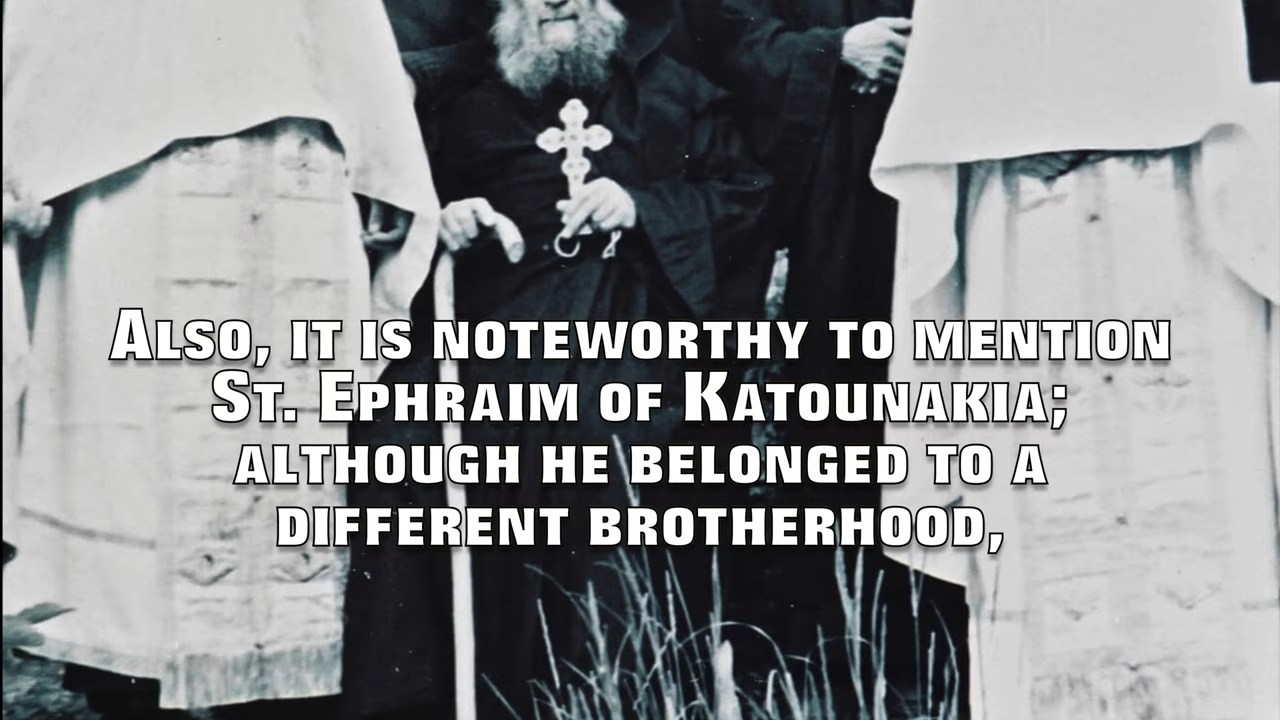 Also, it is noteworthy to mention
St. Ephraim of Katounakia;
although he belonged to a
different brotherhood,